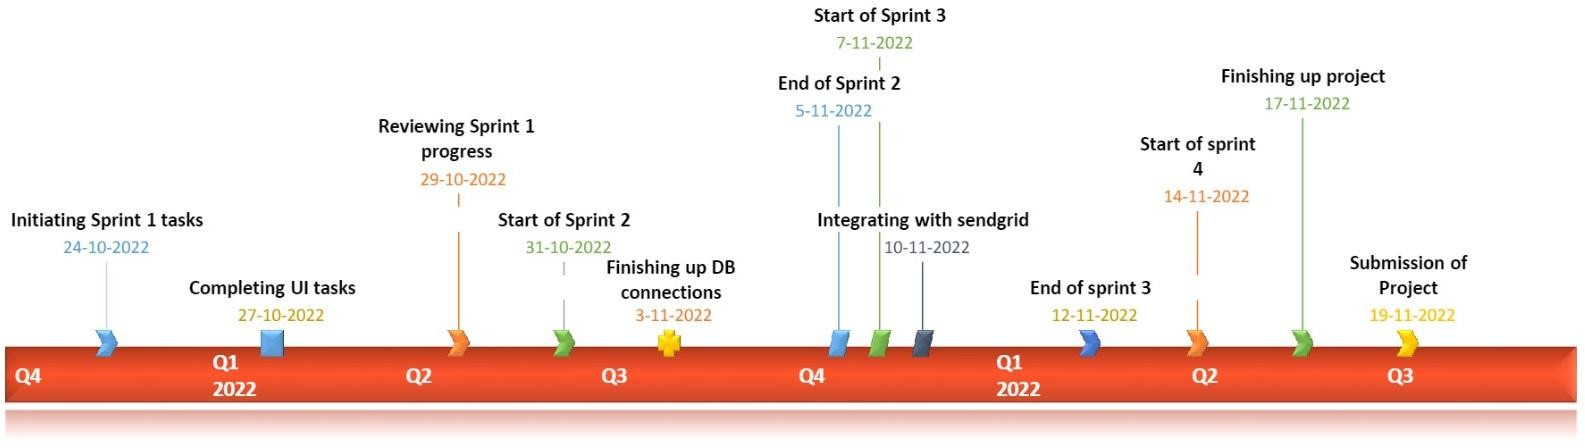 Start of Sprint 3
7-11-2022
End of Sprint 2
5-11-2022
Finishing up project
17-11-2022
Reviewing Sprint 1
progress
29-10-2022
Start of sprint
4
14-11-2022
Initiating Sprint 1 tasks
24-10-2022
Start of Sprint 2
31-10-2022
Integrating with sendgrid
10-11-2022
Finishing up DB
connections
3-11-2022
Submission of
Project
19-11-2022
Completing UI tasks
27-10-2022
End of sprint 3
12-11-2022
Q4
Q1
2022
Q2
Q3
Q4
Q1
2022
Q2
Q3